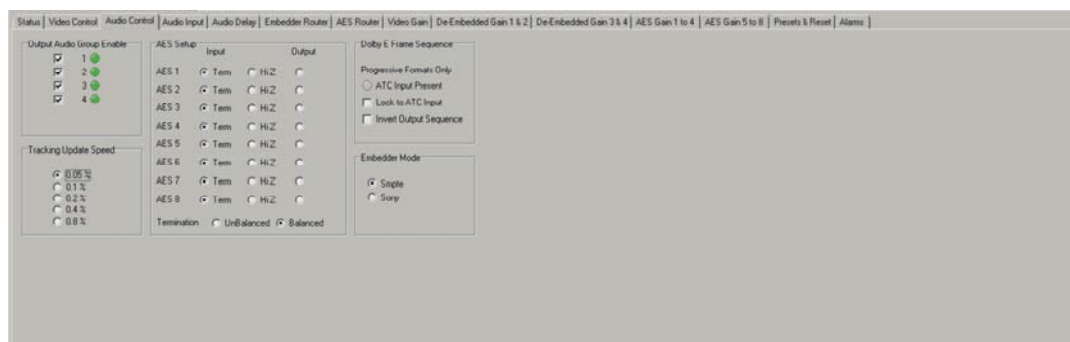 Status | Video Control | Audio Control | Audio Input | Audio Delay | Embedder Router | AES Router | Video Gain | De-Embedded Gain 1 & 2 | De-Embedded Gain 3 & 4 | AES Gain 1 to 4 | AES Gain 5 to 8 | Presets & Reset | Alarms
Output Audio Group Enable
1
2
3
4
Tracking Update Speed
0.05 %
0.1 %
0.2 %
0.4 %
0.8 %
AES Setup
Input Output
AES 1 Term HiZ
AES 2 Term HiZ
AES 3 Term HiZ
AES 4 Term HiZ
AES 5 Term HiZ
AES 6 Term HiZ
AES 7 Term HiZ
AES 8 Term HiZ
Termination UnBalanced Balanced
Dolby E Frame Sequence
Progressive Formats Only
ATC Input Present
Lock to ATC Input
Invert Output Sequence
Embedder Mode
Smpte
Sony